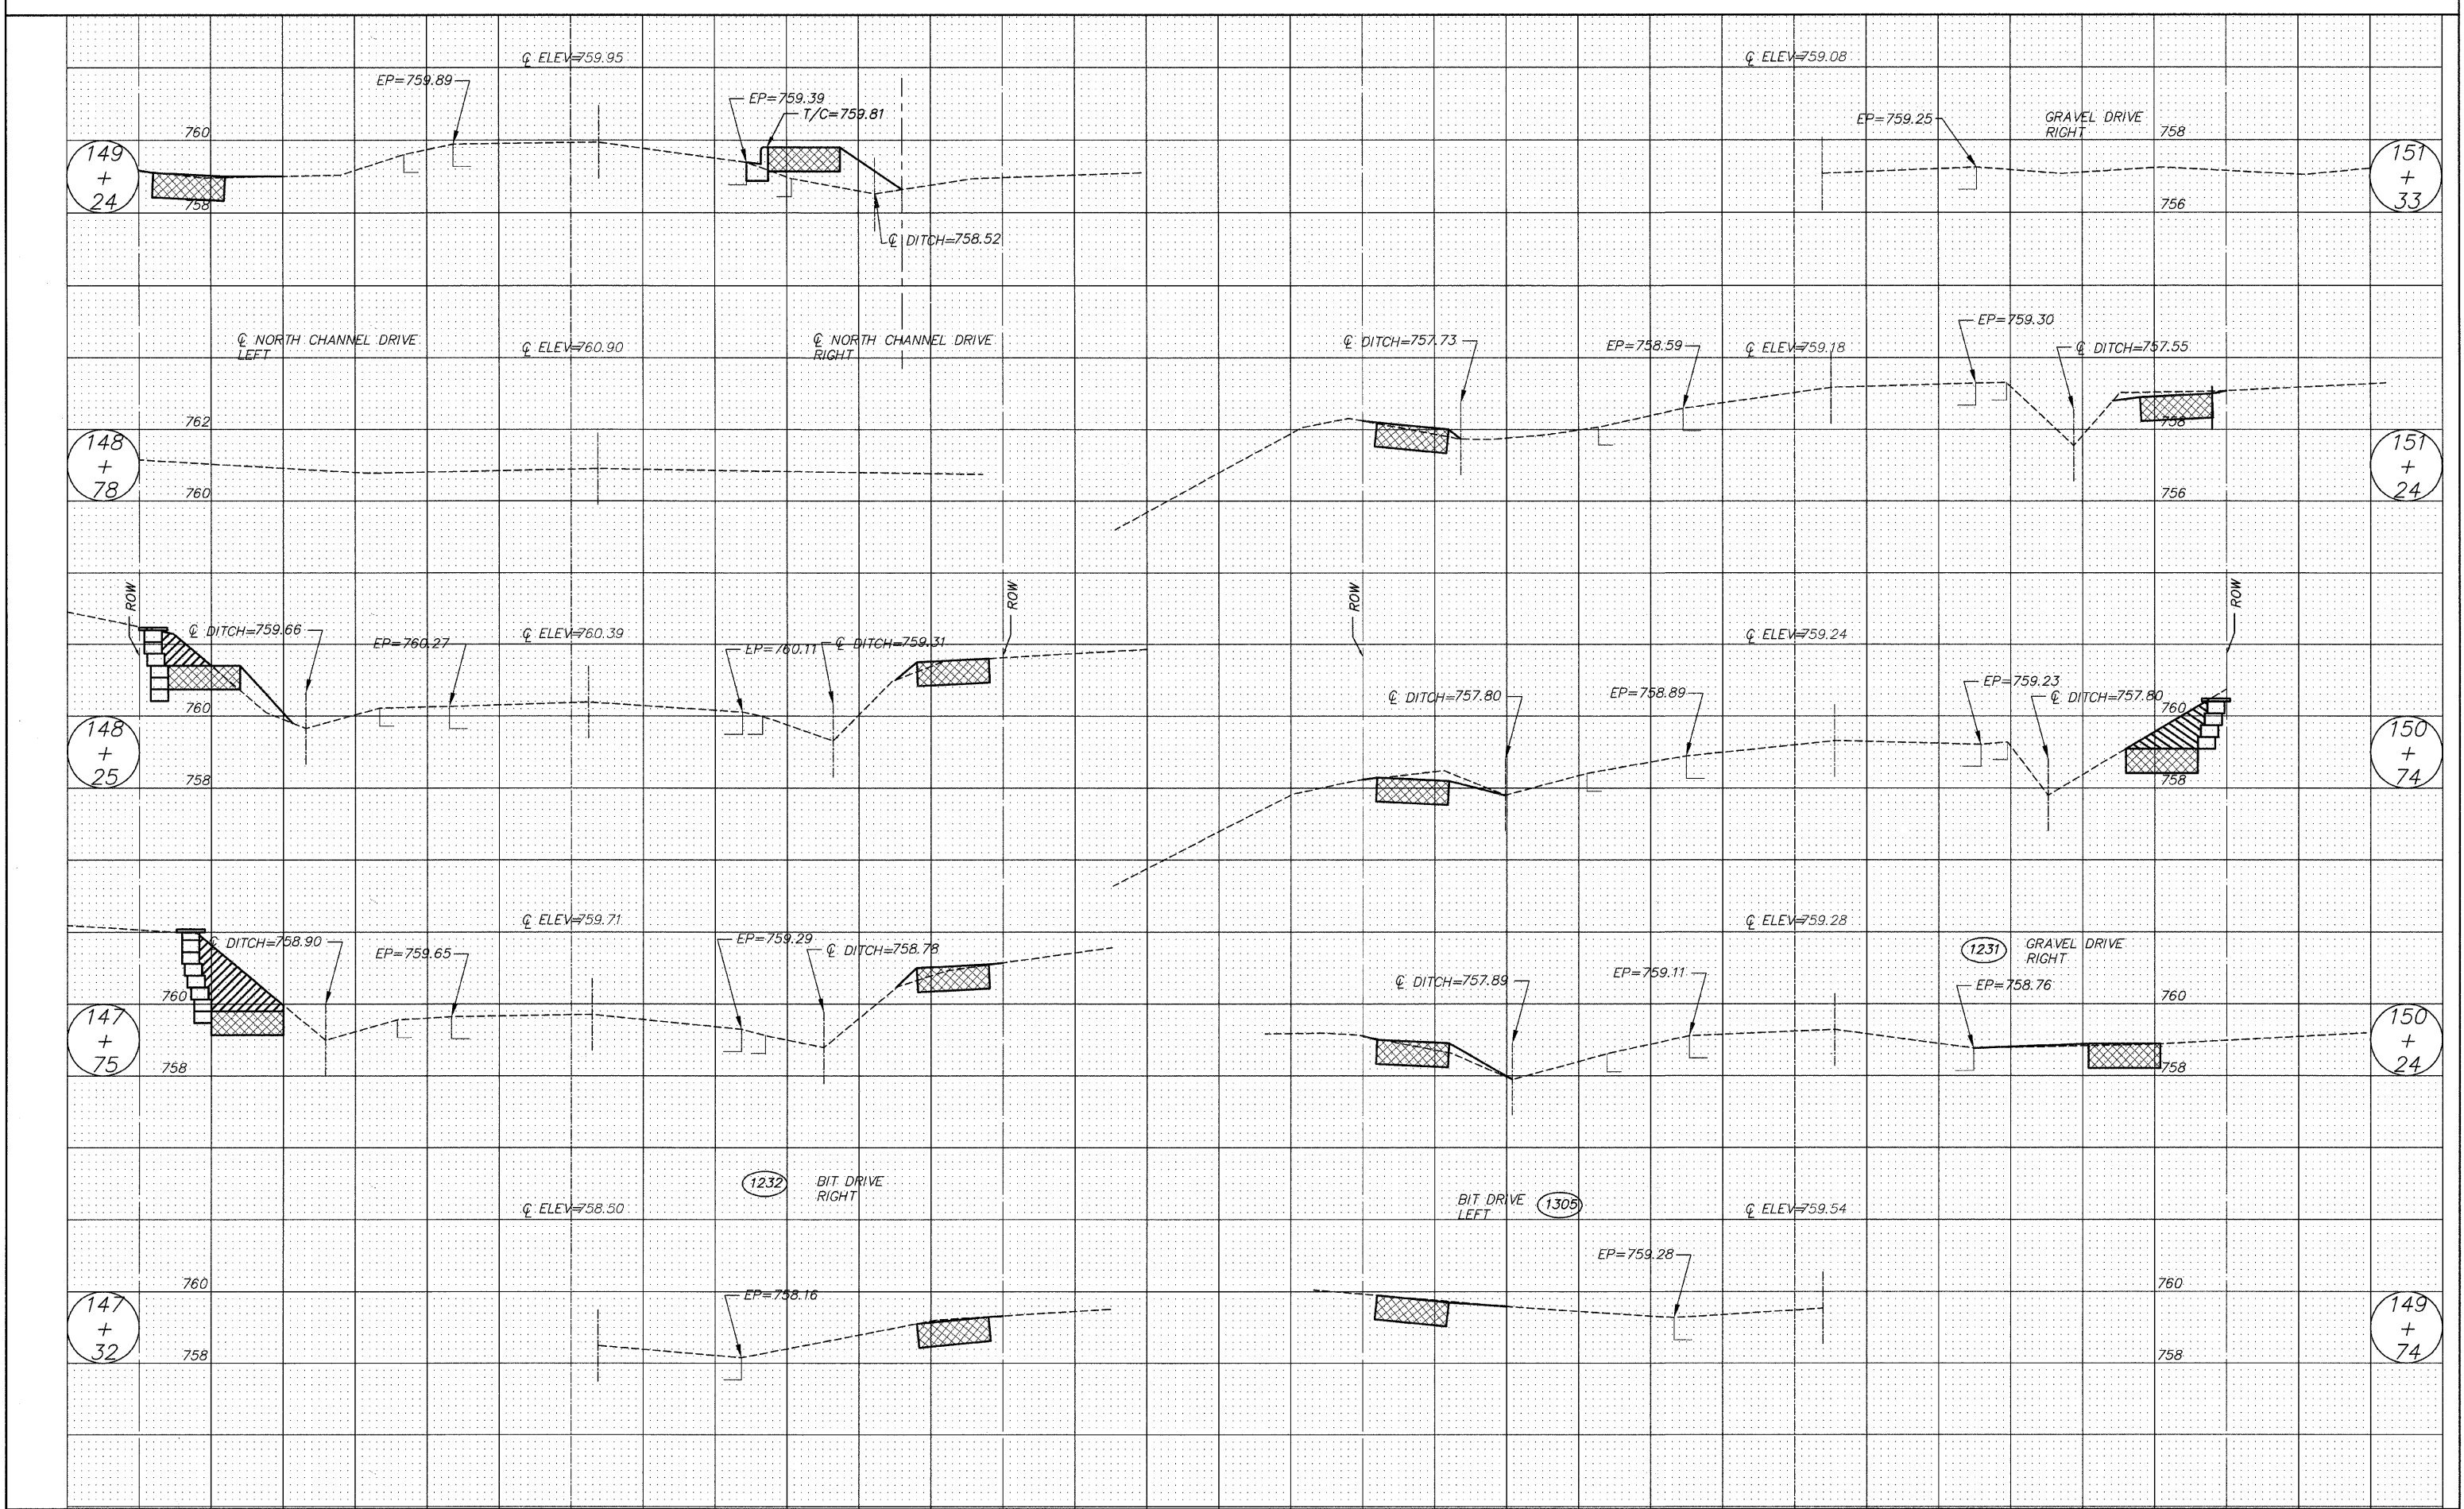 149
+
24
760
758
EP=759.89
℄ ELEV=759.95
EP=759.39
T/C=759.81
℄ DITCH=758.52
℄ ELEV=759.08
EP=759.25
GRAVEL DRIVE
RIGHT
758
756
151
+
33
148
+
78
762
760
℄ NORTH CHANNEL DRIVE
LEFT
℄ ELEV=760.90
℄ NORTH CHANNEL DRIVE
RIGHT
℄ DITCH=757.73
EP=758.59
℄ ELEV=759.18
EP=759.30
℄ DITCH=757.55
758
756
151
+
24
148
+
25
ROW
℄ DITCH=759.66
EP=760.27
℄ ELEV=760.39
EP=760.11
℄ DITCH=759.31
ROW
760
758
ROW
℄ DITCH=757.80
EP=758.89
℄ ELEV=759.24
EP=759.23
℄ DITCH=757.80
ROW
760
758
150
+
74
147
+
75
℄ DITCH=758.90
EP=759.65
℄ ELEV=759.71
EP=759.29
℄ DITCH=758.78
760
758
℄ DITCH=757.89
EP=759.11
℄ ELEV=759.28
1231
GRAVEL DRIVE
RIGHT
EP=758.76
760
758
150
+
24
147
+
32
760
758
℄ ELEV=758.50
1232
BIT DRIVE
RIGHT
EP=758.16
BIT DRIVE
LEFT
1305
℄ ELEV=759.54
EP=759.28
760
758
149
+
74